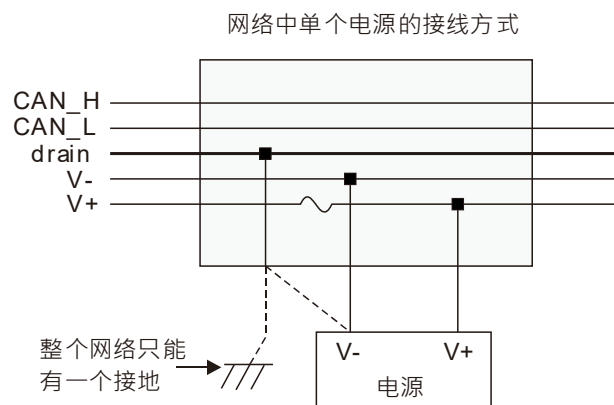 网络中单个电源的接线方式
CAN_H
CAN_L
drain
V-
V+
整个网络只能
有一个接地
V- V+
电源